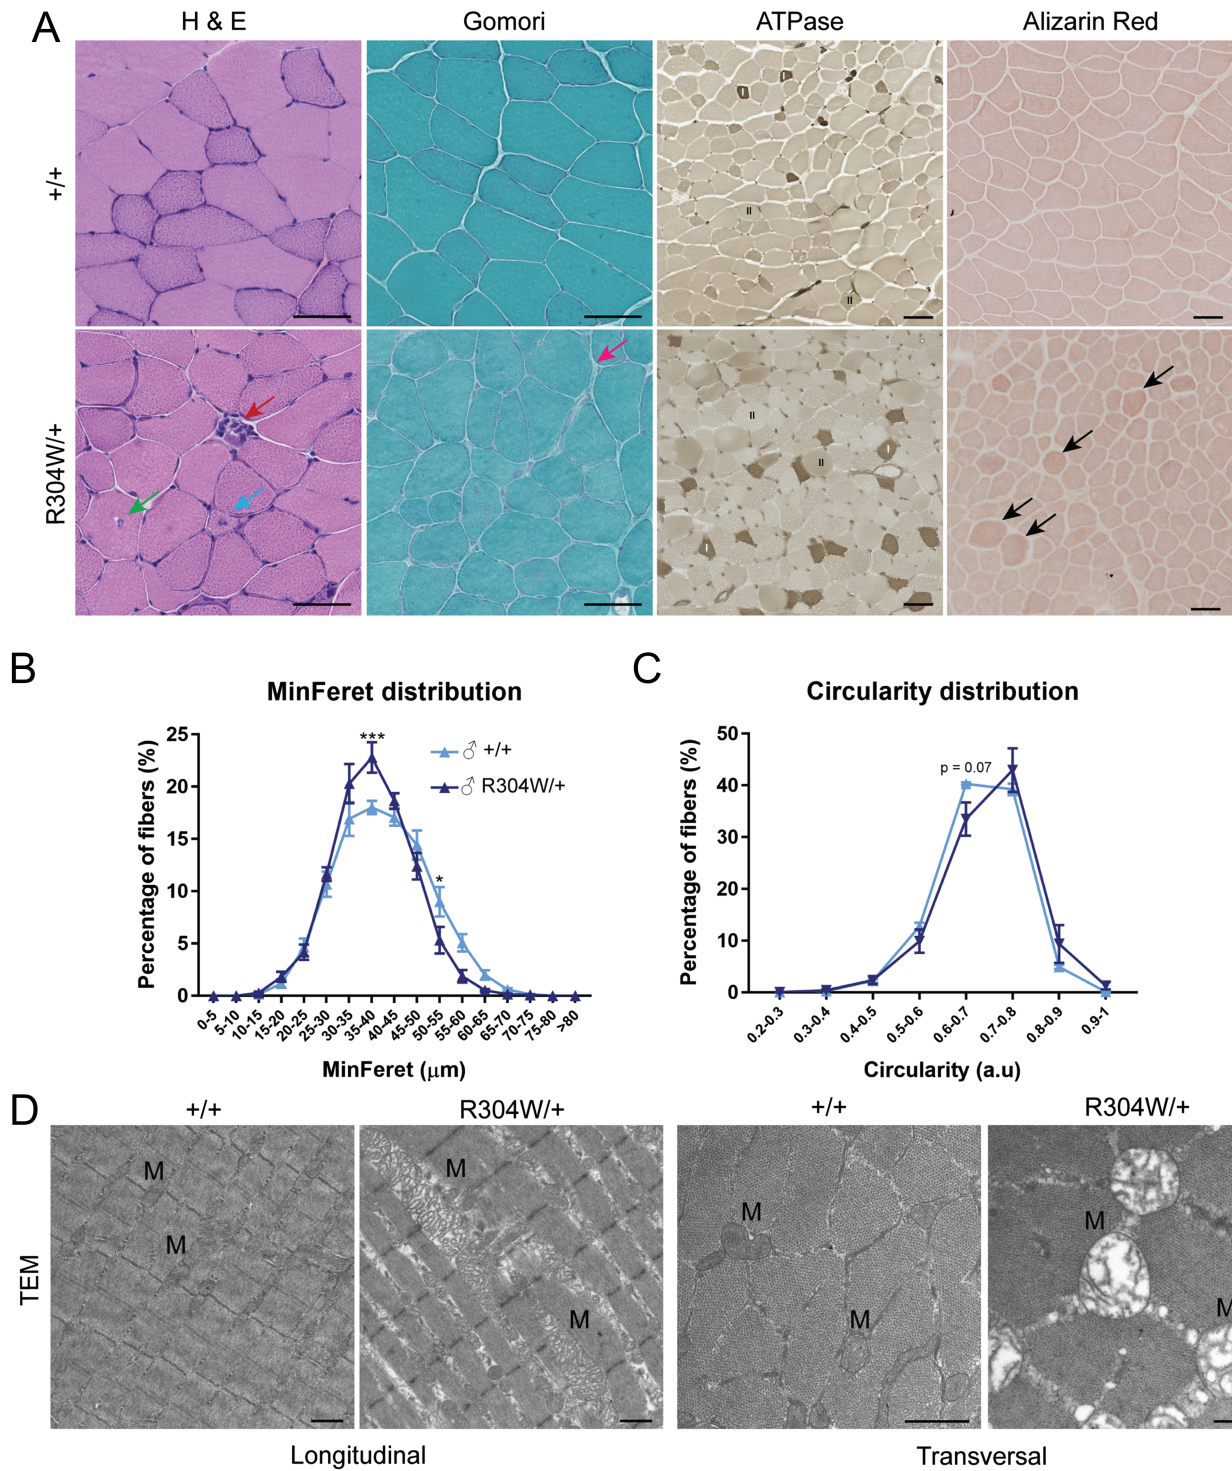 A
H & E
Gomori
ATPase
Alizarin Red
+/+
I
I
II
II
R304W/+
II
II
I
I
B
MinFeret distribution
Percentage of fibers (%)
25
20
15
10
5
0
***
*
♂ +/+
♂ R304W/+
0-5
5-10
10-15
15-20
20-25
25-30
30-35
35-40
40-45
45-50
50-55
55-60
60-65
65-70
70-75
75-80
>80
MinFeret (µm)
C
Circularity distribution
Percentage of fibers (%)
50
40
30
20
10
0
p = 0.07
0.2-0.3
0.3-0.4
0.4-0.5
0.5-0.6
0.6-0.7
0.7-0.8
0.8-0.9
0.9-1
Circularity (a.u)
D
+/+
R304W/+
+/+
R304W/+
TEM
M
M
M
M
M
M
M
M
Longitudinal
Transversal